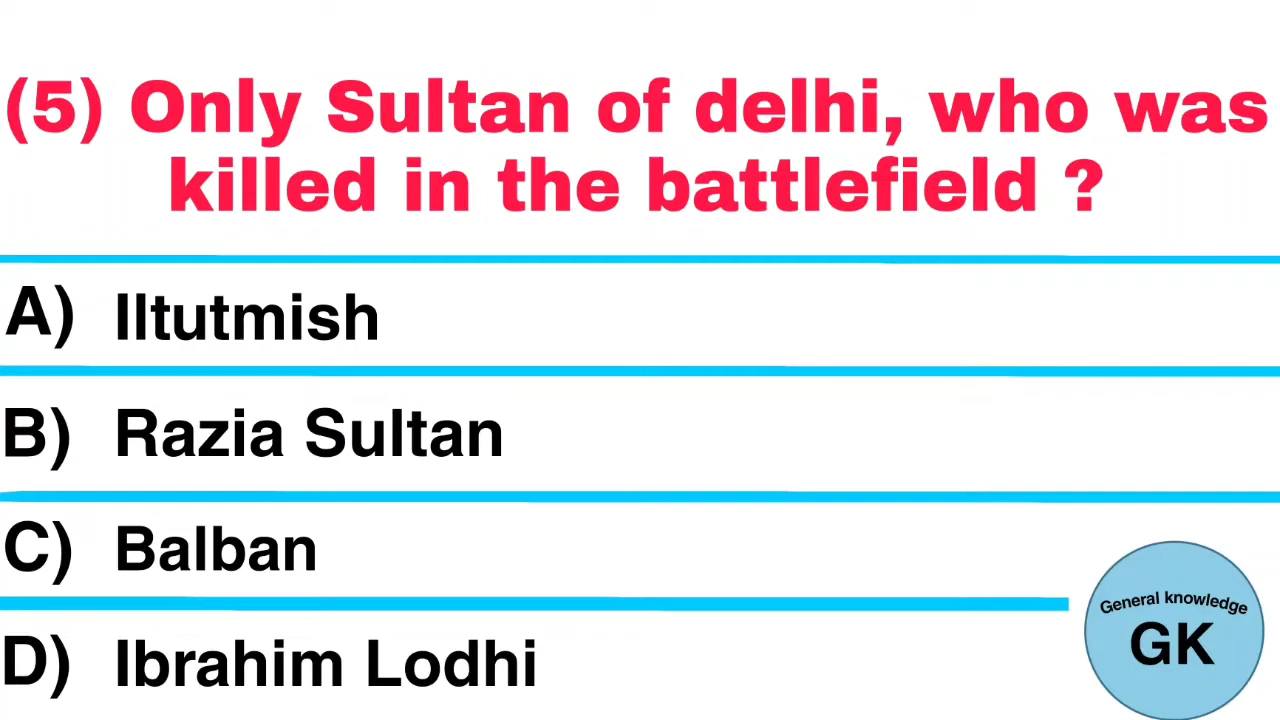 (5) Only Sultan of delhi, who was
killed in the battlefield ?
A) Iltutmish
B) Razia Sultan
C) Balban
D) Ibrahim Lodhi
General knowledge
GK